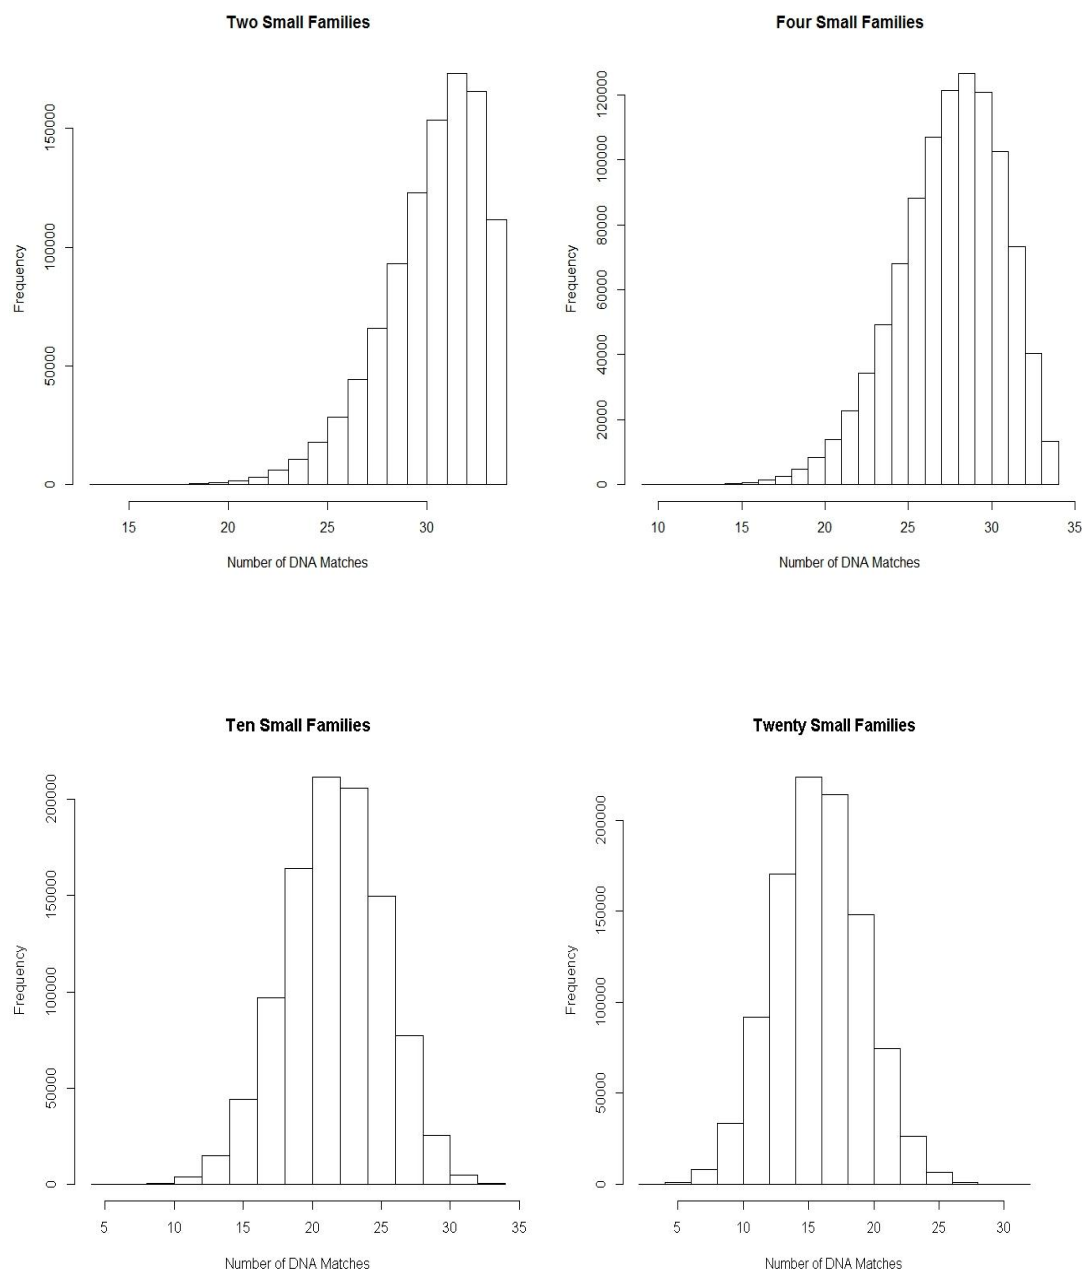 Two Small Families
Frequency
150000
100000
50000
0
15 20 25 30
Number of DNA Matches
Four Small Families
Frequency
120000
100000
80000
60000
40000
20000
0
10 15 20 25 30 35
Number of DNA Matches
Ten Small Families
Frequency
200000
150000
100000
50000
0
5 10 15 20 25 30 35
Number of DNA Matches
Twenty Small Families
Frequency
200000
150000
100000
50000
0
5 10 15 20 25 30
Number of DNA Matches